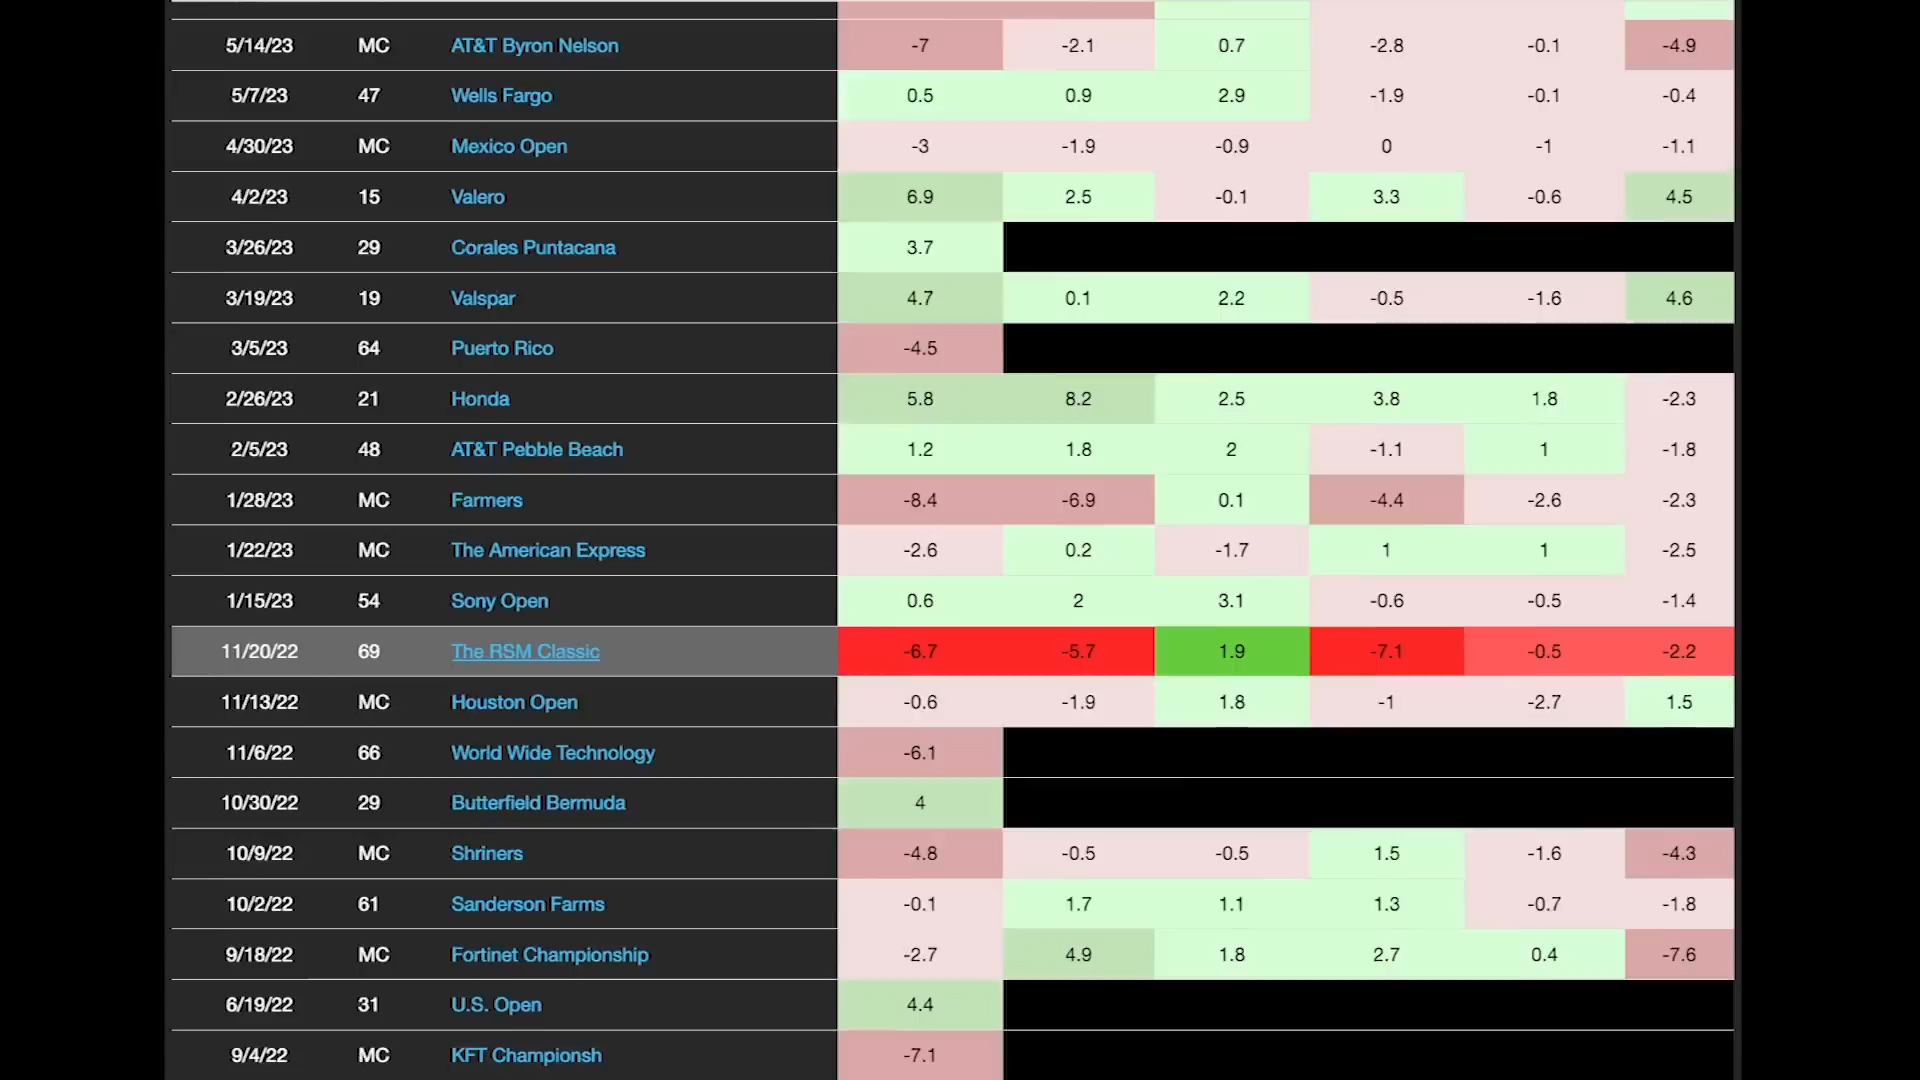 5/14/23 MC AT&T Byron Nelson -7 -2.1 0.7 -2.8 -0.1 -4.9
5/7/23 47 Wells Fargo 0.5 0.9 2.9 -1.9 -0.1 -0.4
4/30/23 MC Mexico Open -3 -1.9 -0.9 0 -1 -1.1
4/2/23 15 Valero 6.9 2.5 -0.1 3.3 -0.6 4.5
3/26/23 29 Corales Puntacana 3.7
3/19/23 19 Valspar 4.7 0.1 2.2 -0.5 -1.6 4.6
3/5/23 64 Puerto Rico -4.5
2/26/23 21 Honda 5.8 8.2 2.5 3.8 1.8 -2.3
2/5/23 48 AT&T Pebble Beach 1.2 1.8 2 -1.1 1 -1.8
1/28/23 MC Farmers -8.4 -6.9 0.1 -4.4 -2.6 -2.3
1/22/23 MC The American Express -2.6 0.2 -1.7 1 1 -2.5
1/15/23 54 Sony Open 0.6 2 3.1 -0.6 -0.5 -1.4
11/20/22 69 The RSM Classic -6.7 -5.7 1.9 -7.1 -0.5 -2.2
11/13/22 MC Houston Open -0.6 -1.9 1.8 -1 -2.7 1.5
11/6/22 66 World Wide Technology -6.1
10/30/22 29 Butterfield Bermuda 4
10/9/22 MC Shriners -4.8 -0.5 -0.5 1.5 -1.6 -4.3
10/2/22 61 Sanderson Farms -0.1 1.7 1.1 1.3 -0.7 -1.8
9/18/22 MC Fortinet Championship -2.7 4.9 1.8 2.7 0.4 -7.6
6/19/22 31 U.S. Open 4.4
9/4/22 MC KFT Championsh -7.1